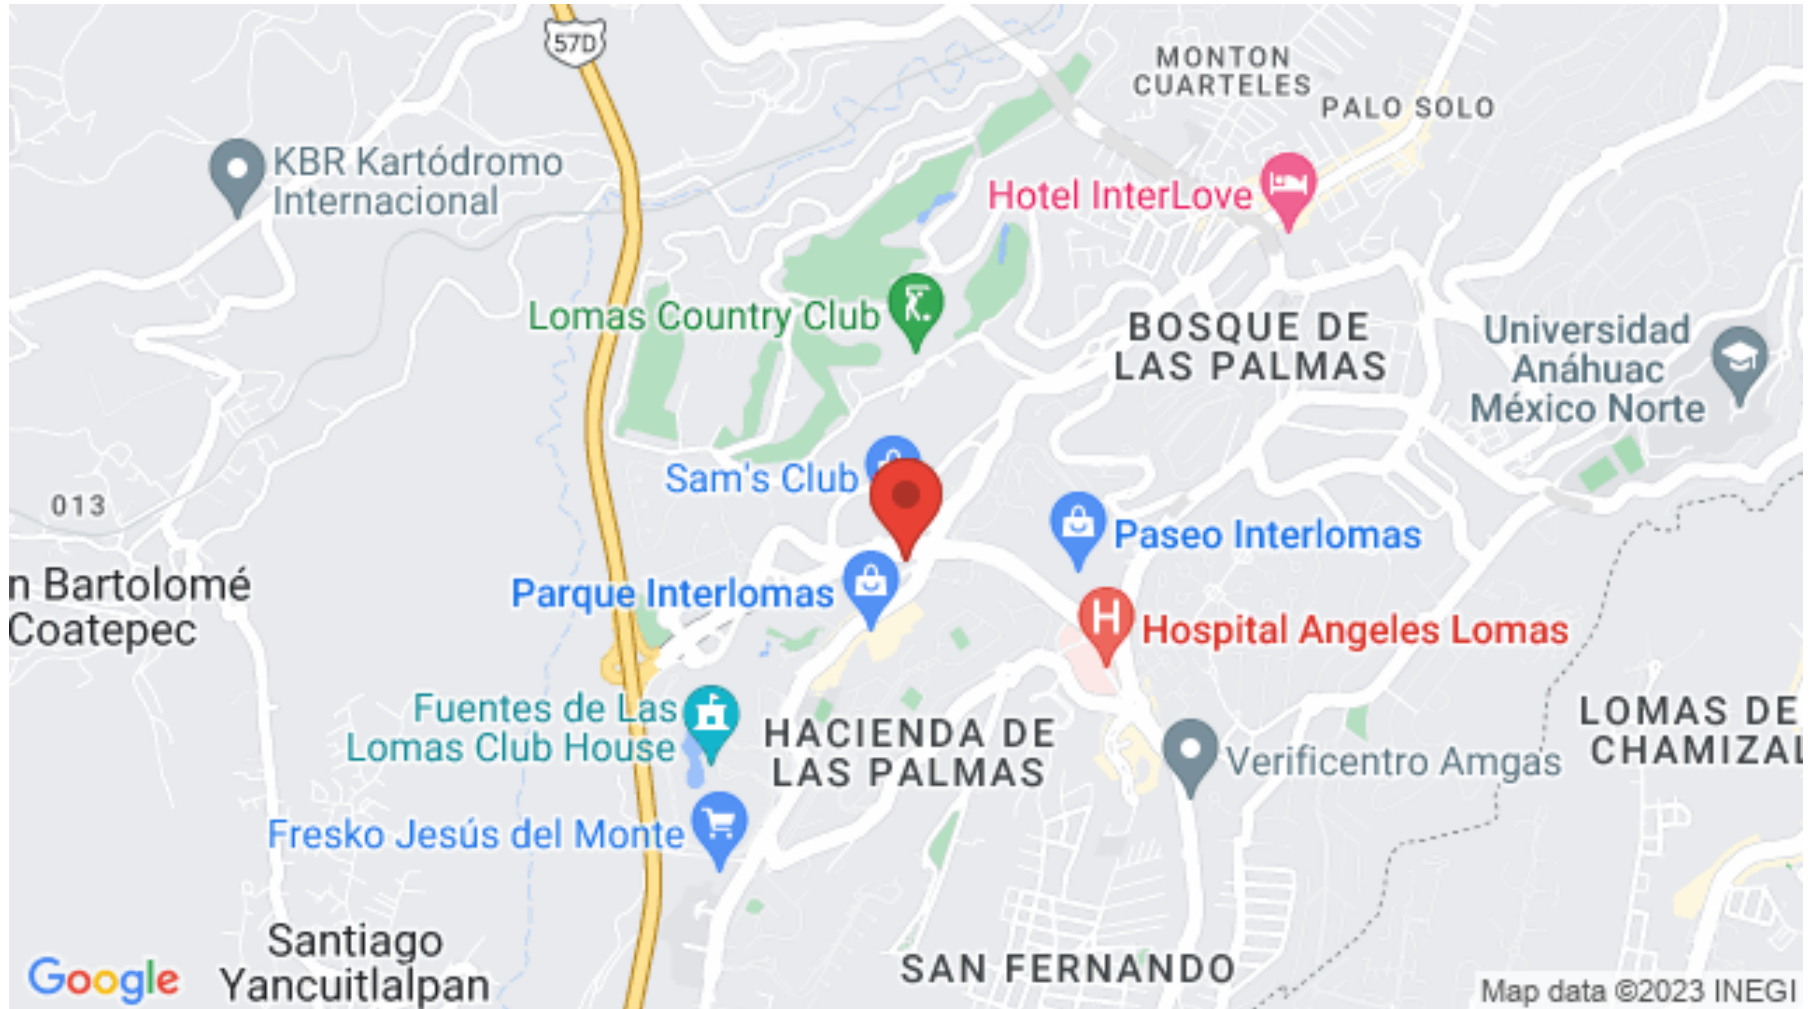 57D
MONTON
CUARTELES
PALO SOLO
KBR Kartódromo
Internacional
Hotel InterLove
Lomas Country Club
BOSQUE DE
LAS PALMAS
Universidad
Anáhuac
México Norte
Sam's Club
013
Paseo Interlomas
n Bartolomé
Coatepec
Parque Interlomas
H
Hospital Angeles Lomas
Fuentes de Las
Lomas Club House
HACIENDA DE
LAS PALMAS
LOMAS DE
CHAMIZAL
Verificentro Amgas
Fresko Jesús del Monte
Santiago
Yancuitlalpan
SAN FERNANDO
Google
Map data ©2023 INEGI